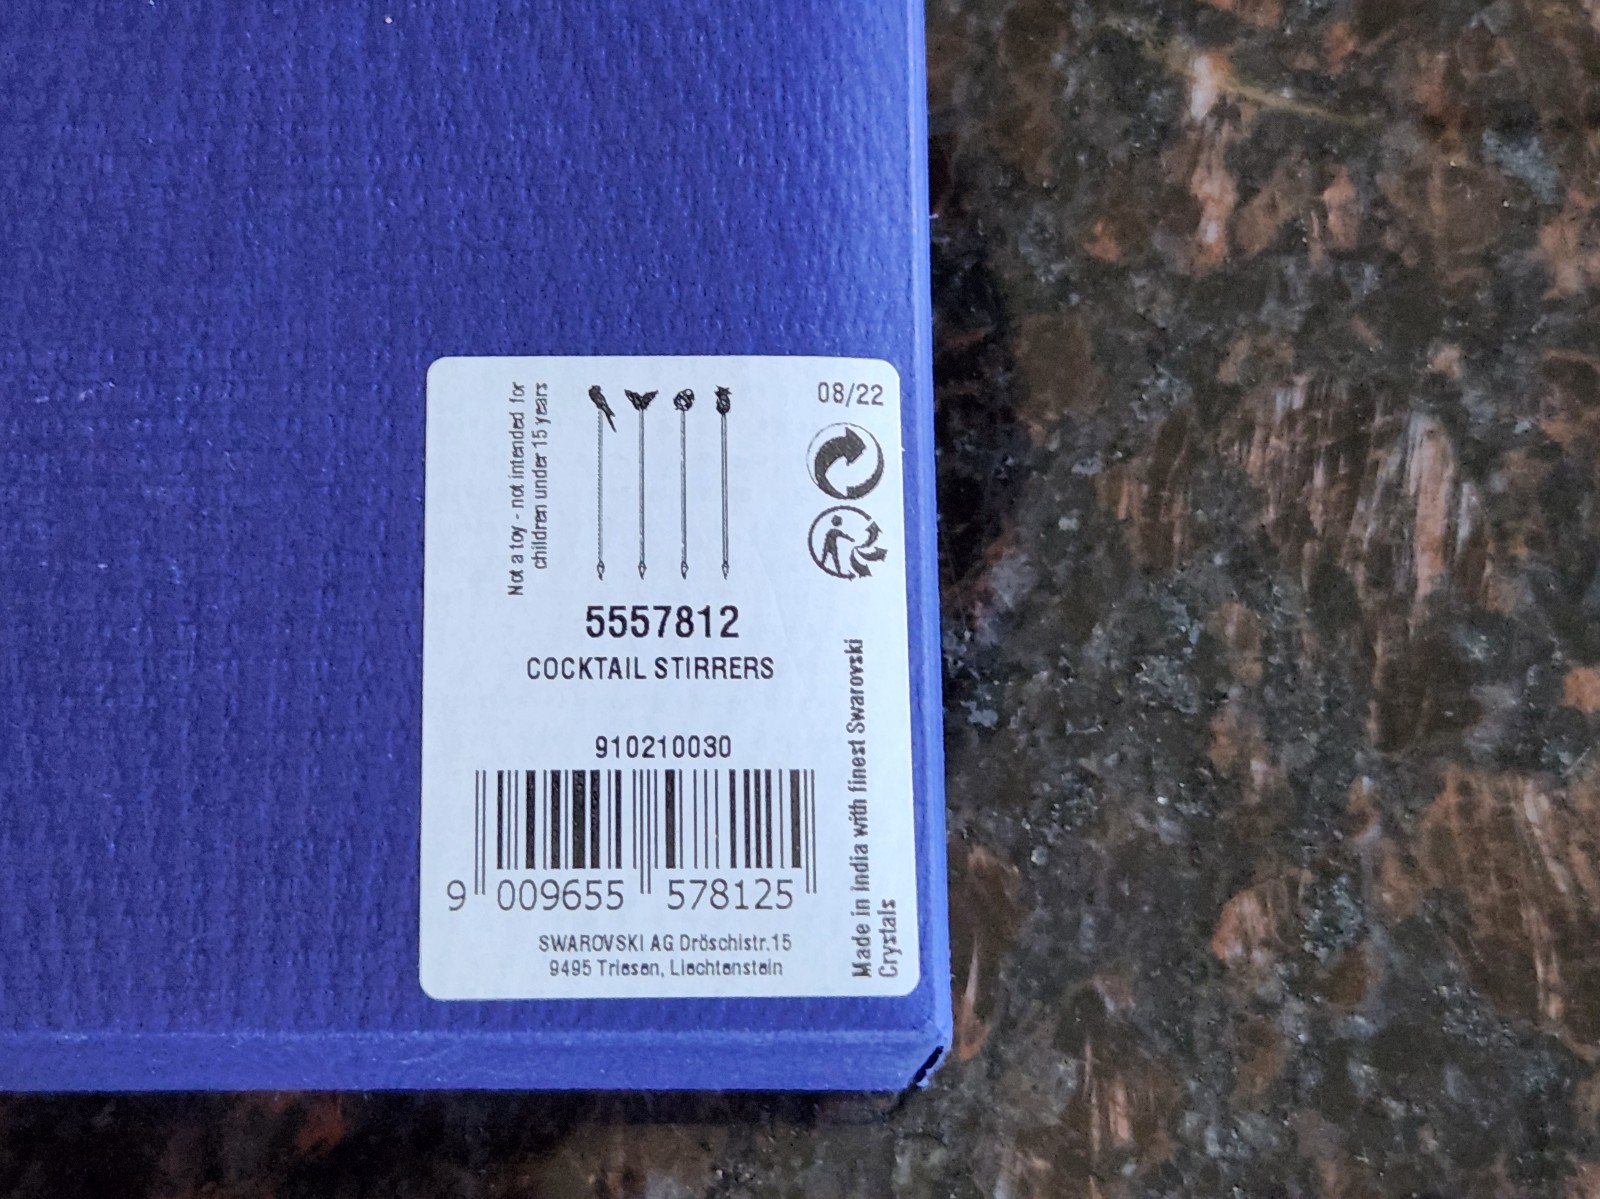 Not a toy - not intended for
children under 15 years
08/22
5557812
COCKTAIL STIRRERS
910210030
9 009655 578125
SWAROVSKI AG Dröschistr.15
9495 Triesen, Liechtenstein
Made in India with finest Swarovski
Crystals